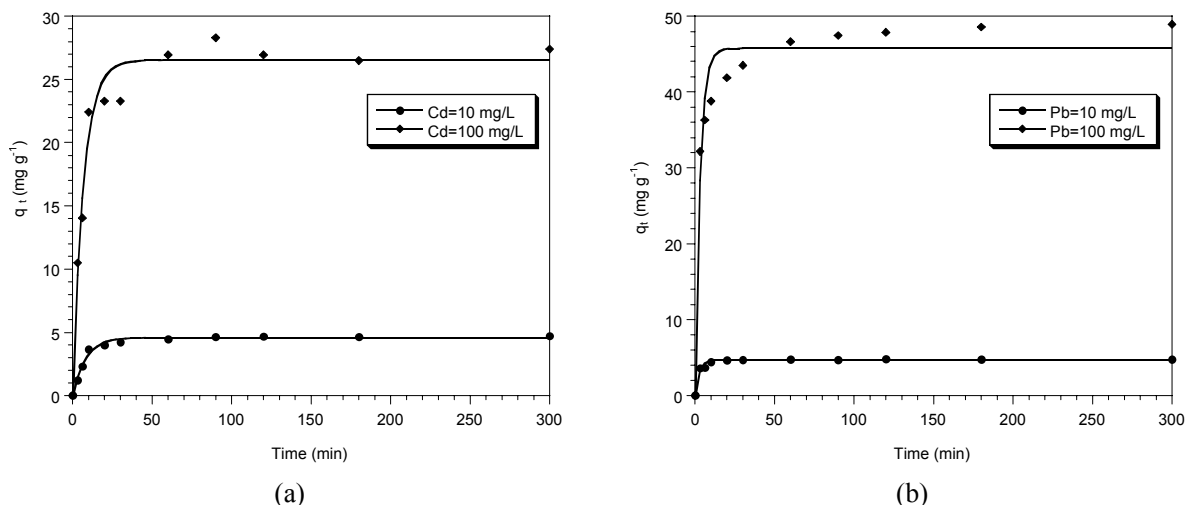 30
25
20
15
10
5
0
q t (mg g-1)
Cd=10 mg/L
Cd=100 mg/L
0 50 100 150 200 250 300
Time (min)
(a)
50
40
30
20
10
0
qt (mg g-1)
Pb=10 mg/L
Pb=100 mg/L
0 50 100 150 200 250 300
Time (min)
(b)